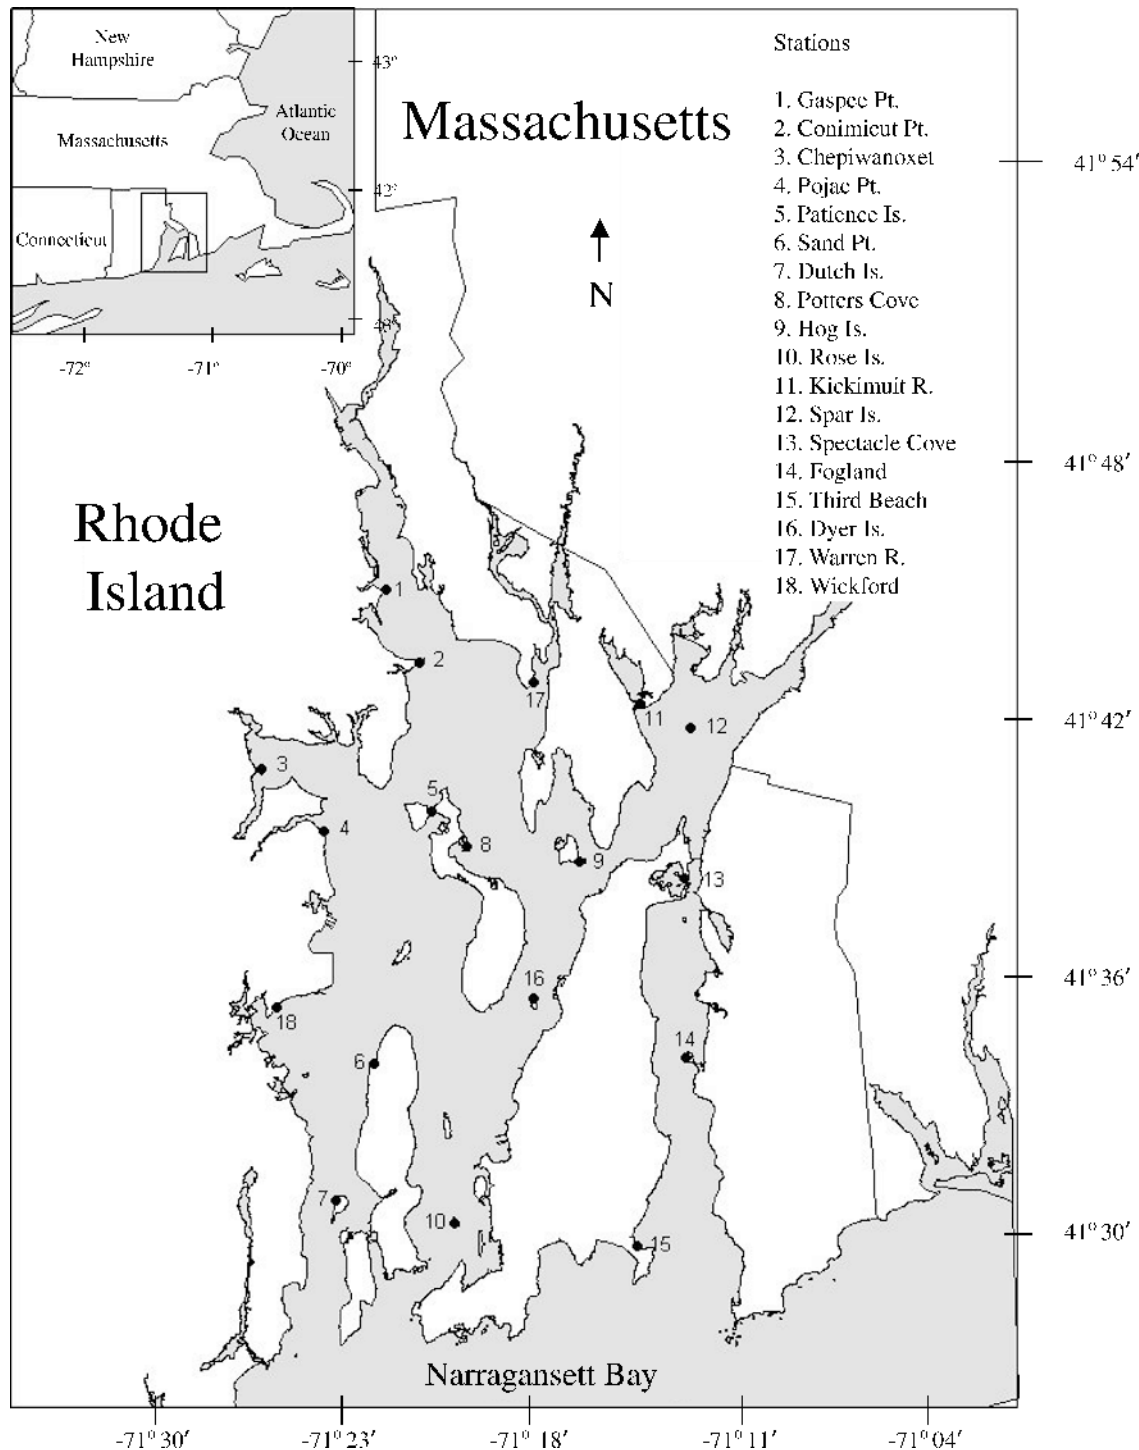 New
Hampshire
Massachusetts
Atlantic
Ocean
Connecticut
43°
42°
-72°
-71°
-70°
Massachusetts
N
Rhode
Island
Stations
1. Gaspee Pt.
2. Conimicut Pt.
3. Chepiwanoxet
4. Pojac Pt.
5. Patience Is.
6. Sand Pt.
7. Dutch Is.
8. Potters Cove
9. Hog Is.
10. Rose Is.
11. Kickimuit R.
12. Spar Is.
13. Spectacle Cove
14. Fogland
15. Third Beach
16. Dyer Is.
17. Warren R.
18. Wickford
41° 54′
41° 48′
41° 42′
41° 36′
41° 30′
1
2
17
11
12
3
5
4
8
9
13
16
18
14
6
7
10
15
Narragansett Bay
-71° 30′
-71° 23′
-71° 18′
-71° 11′
-71° 04′